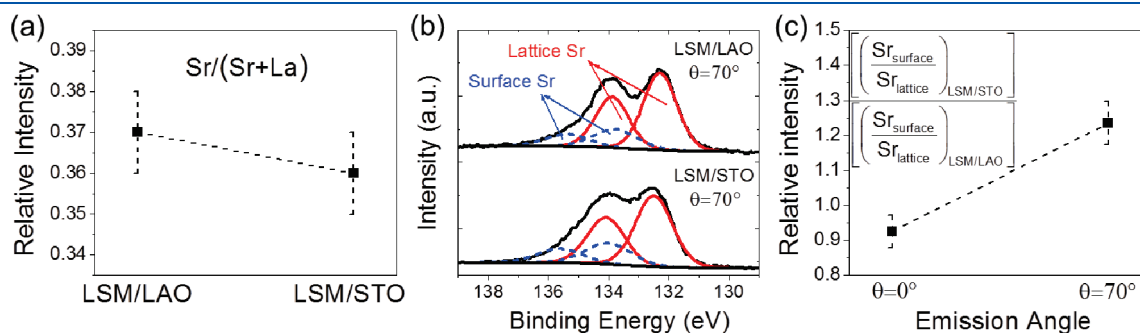 (a)
Sr/(Sr+La)
Relative Intensity
0.39
0.38
0.37
0.36
0.35
0.34
LSM/LAO
LSM/STO
(b)
Lattice Sr
Surface Sr
LSM/LAO
θ=70°
LSM/STO
θ=70°
Intensity (a.u.)
138
136
134
132
130
Binding Energy (eV)
(c)
Relative intensity
1.5
1.4
1.3
1.2
1.1
1.0
0.9
0.8
[(Sr_surface / Sr_lattice)_LSM/STO]
[(Sr_surface / Sr_lattice)_LSM/LAO]
θ=0°
θ=70°
Emission Angle